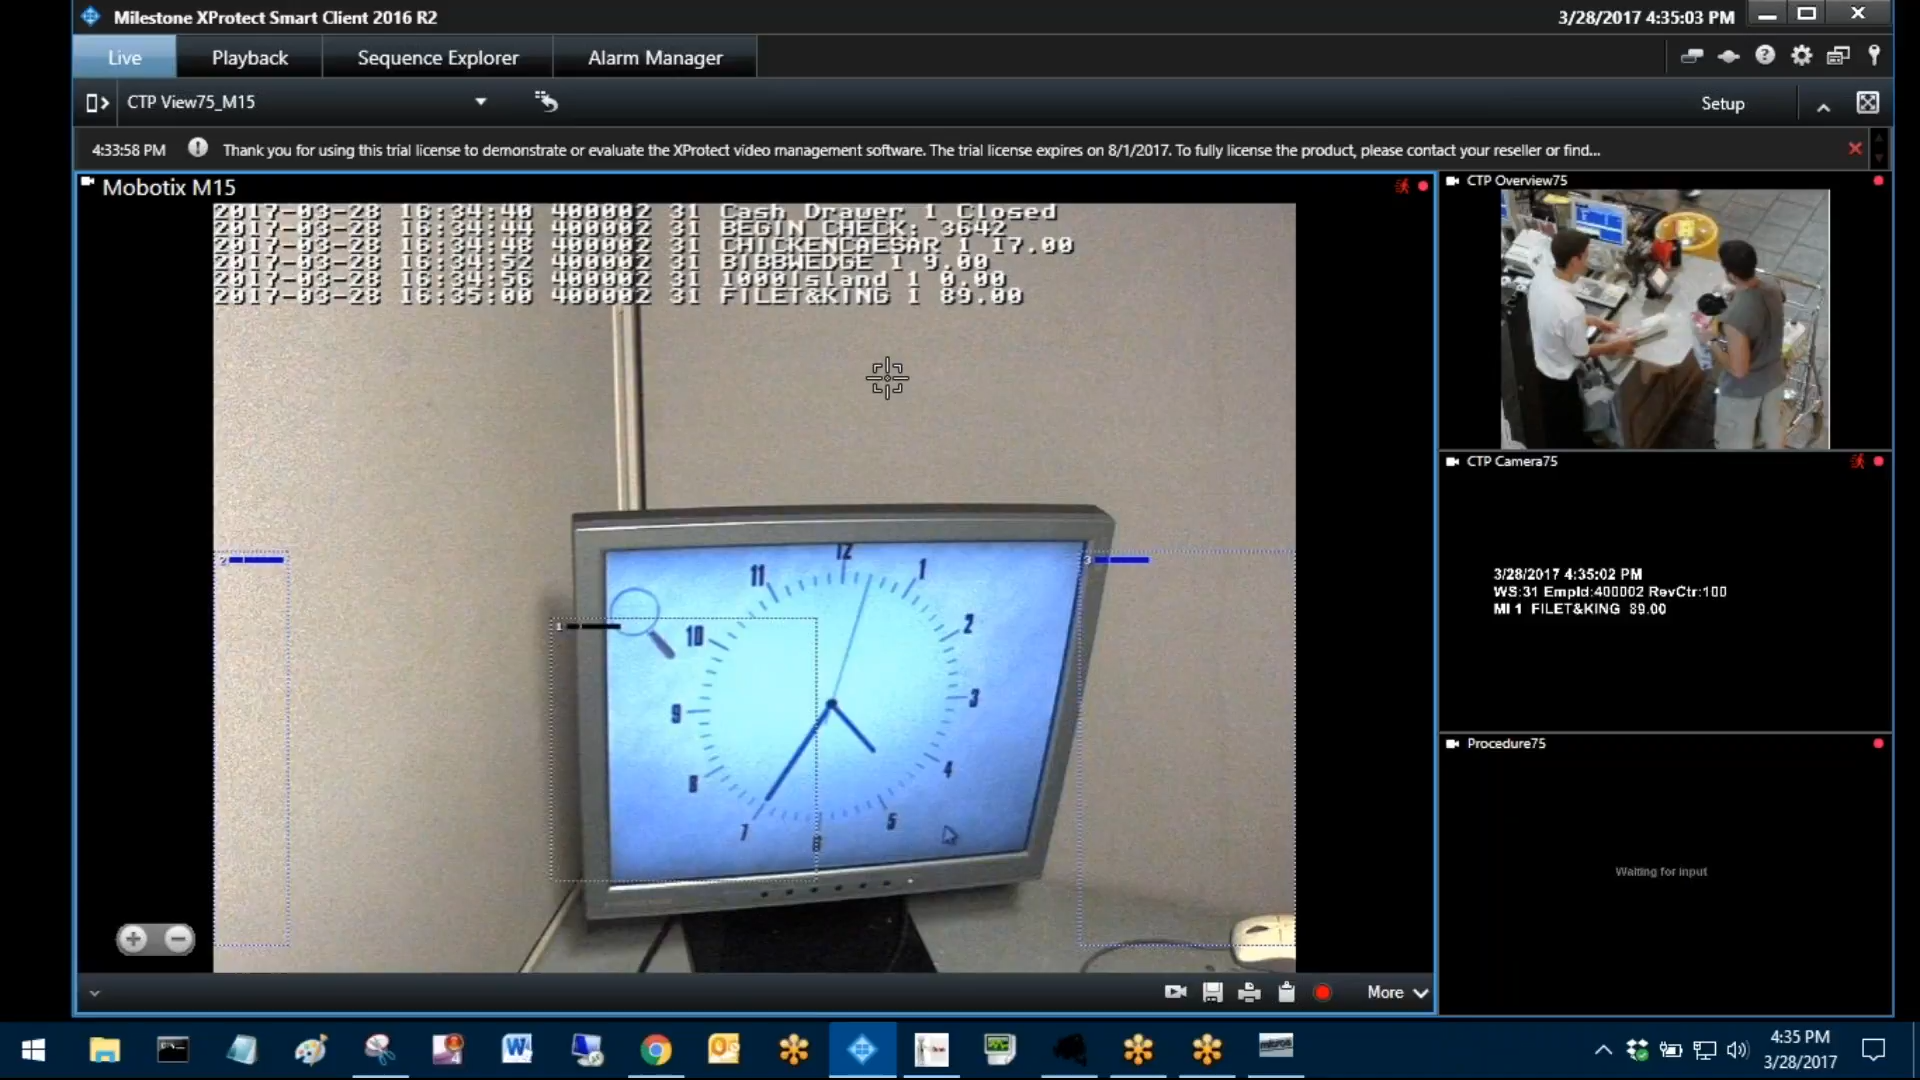 Milestone XProtect Smart Client 2016 R2
3/28/2017 4:35:03 PM
Live
Playback
Sequence Explorer
Alarm Manager
CTP View75_M15
Setup
4:33:58 PM
Thank you for using this trial license to demonstrate or evaluate the XProtect video management software. The trial license expires on 8/1/2017. To fully license the product, please contact your reseller or find...
Mobotix M15
2017-03-28 16:34:40 400002 31 Cash Drawer 1 Closed
2017-03-28 16:34:44 400002 31 BEGIN CHECK: 3642
2017-03-28 16:34:48 400002 31 CHICKENCAESAR 1 17.00
2017-03-28 16:34:52 400002 31 BIBBWEDGE 1 9.00
2017-03-28 16:34:56 400002 31 1000Island 1 0.00
2017-03-28 16:35:00 400002 31 FILET&KING 1 89.00
12
11
1
10
2
9
3
8
4
7
6
5
1
2
3
More
CTP Overview75
CTP Camera75
3/28/2017 4:35:02 PM
WS:31 EmpId:400002 RevCtr:100
MI 1 FILET&KING 89.00
Procedure75
Waiting for input
4:35 PM
3/28/2017